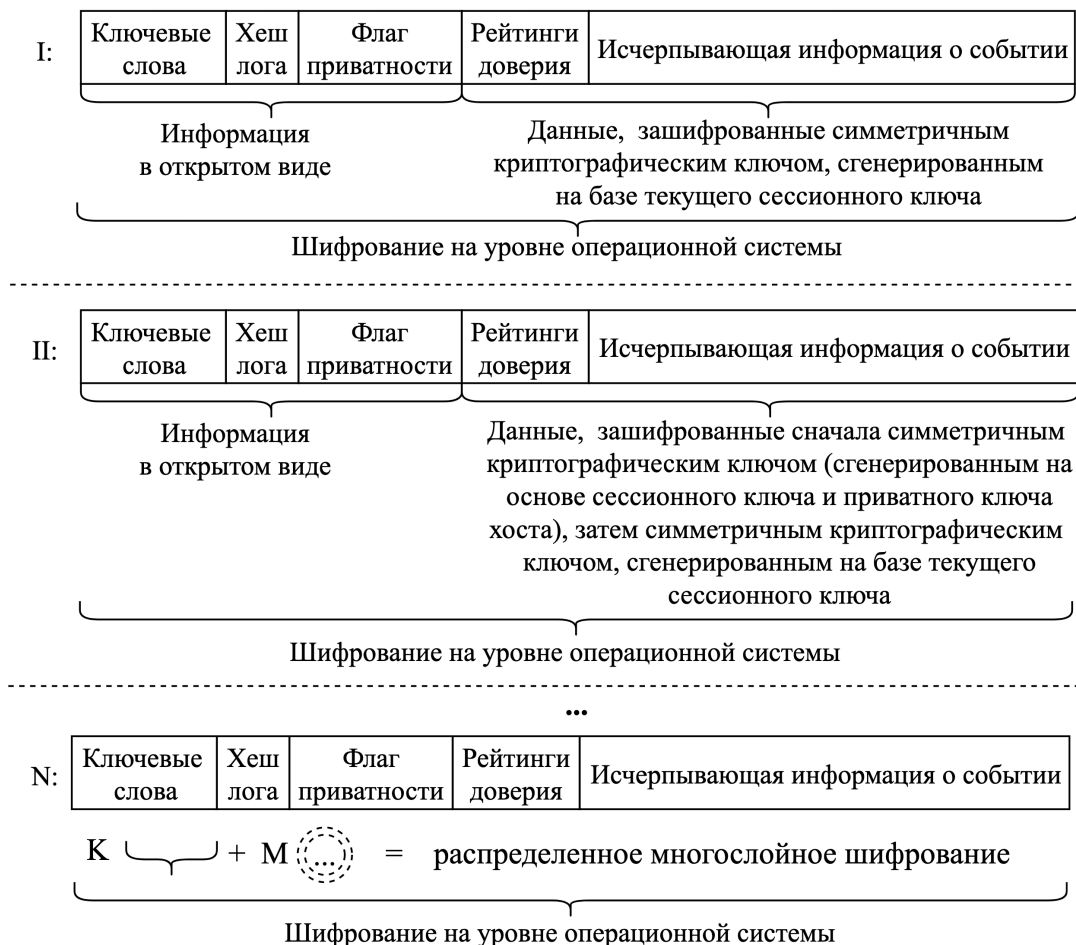 I:
Ключевые слова
Хеш лога
Флаг приватности
Рейтинги доверия
Исчерпывающая информация о событии
Информация
в открытом виде
Данные, зашифрованные симметричным
криптографическим ключом, сгенерированным
на базе текущего сессионного ключа
Шифрование на уровне операционной системы
II:
Ключевые слова
Хеш лога
Флаг приватности
Рейтинги доверия
Исчерпывающая информация о событии
Информация
в открытом виде
Данные, зашифрованные сначала симметричным
криптографическим ключом (сгенерированным на
основе сессионного ключа и приватного ключа
хоста), затем симметричным криптографическим
ключом, сгенерированным на базе текущего
сессионного ключа
Шифрование на уровне операционной системы
...
N:
Ключевые слова
Хеш лога
Флаг приватности
Рейтинги доверия
Исчерпывающая информация о событии
K + M ... = распределенное многослойное шифрование
Шифрование на уровне операционной системы